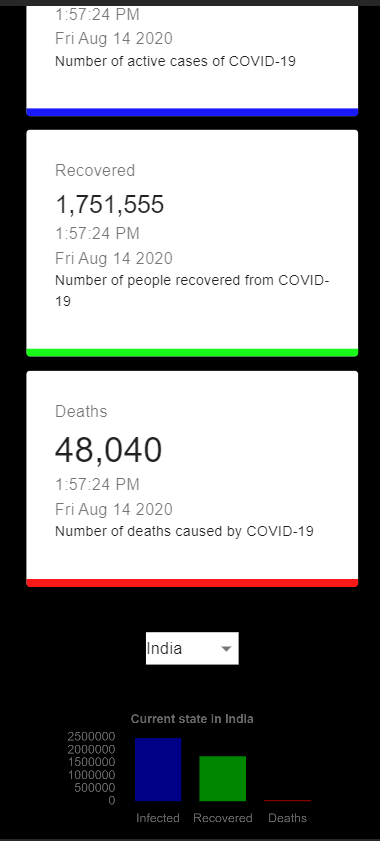 1:57:24 PM
Fri Aug 14 2020
Number of active cases of COVID-19
Recovered
1,751,555
1:57:24 PM
Fri Aug 14 2020
Number of people recovered from COVID-
19
Deaths
48,040
1:57:24 PM
Fri Aug 14 2020
Number of deaths caused by COVID-19
India
Current state in India
2500000
2000000
1500000
1000000
500000
0
Infected Recovered Deaths